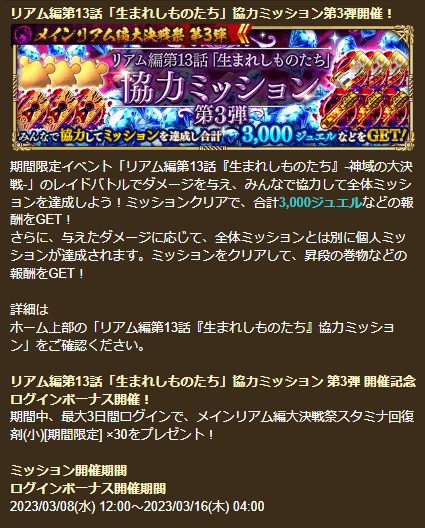 リアム編第13話「生まれしものたち」協力ミッション第3弾開催！
メインリアム編大決戦祭 第3弾
リアム編第13話「生まれしものたち」
協力ミッション
第3弾
みんなで協力してミッションを達成し合計3,000ジュエルなどをGET!
期間限定イベント「リアム編第13話『生まれしものたち』-神域の大決
戦-」のレイドバトルでダメージを与え、みんなで協力して全体ミッシ
ョンを達成しよう！ミッションクリアで、合計3,000ジュエルなどの報
酬をGET！
さらに、与えたダメージに応じて、全体ミッションとは別に個人ミッ
ションが達成されます。ミッションをクリアして、昇段の巻物などの
報酬をGET！
詳細は
ホーム上部の「リアム編第13話『生まれしものたち』協力ミッショ
ン」をご確認ください。
リアム編第13話「生まれしものたち」協力ミッション 第3弾 開催記念
ログインボーナス開催！
期間中、最大3日間ログインで、メインリアム編大決戦祭スタミナ回復
剤(小)[期間限定] ×30をプレゼント！
ミッション開催期間
ログインボーナス開催期間
2023/03/08(水) 12:00～2023/03/16(木) 04:00